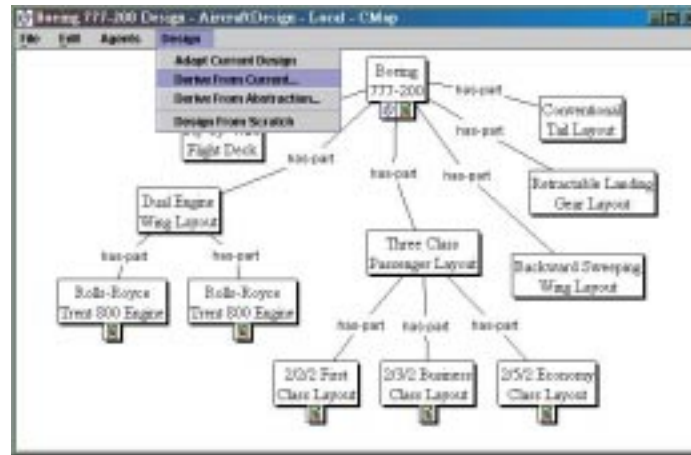 Boeing 777-200 Design - AircraftDesign - Local - CMap
File Edit Agents Design
Adapt Current Design
Derive From Current...
Derive From Abstraction...
Design From Scratch
Boeing
777-200
has-part
Conventional
Tail Layout
Flight Deck
has-part
has-part
has-part
has-part
Retractable Landing
Gear Layout
Dual Engine
Wing Layout
Three Class
Passenger Layout
Backward Sweeping
Wing Layout
has-part
has-part
Rolls-Royce
Trent 800 Engine
Rolls-Royce
Trent 800 Engine
has-part
has-part
has-part
2/2/2 First
Class Layout
2/3/2 Business
Class Layout
2/5/2 Economy
Class Layout